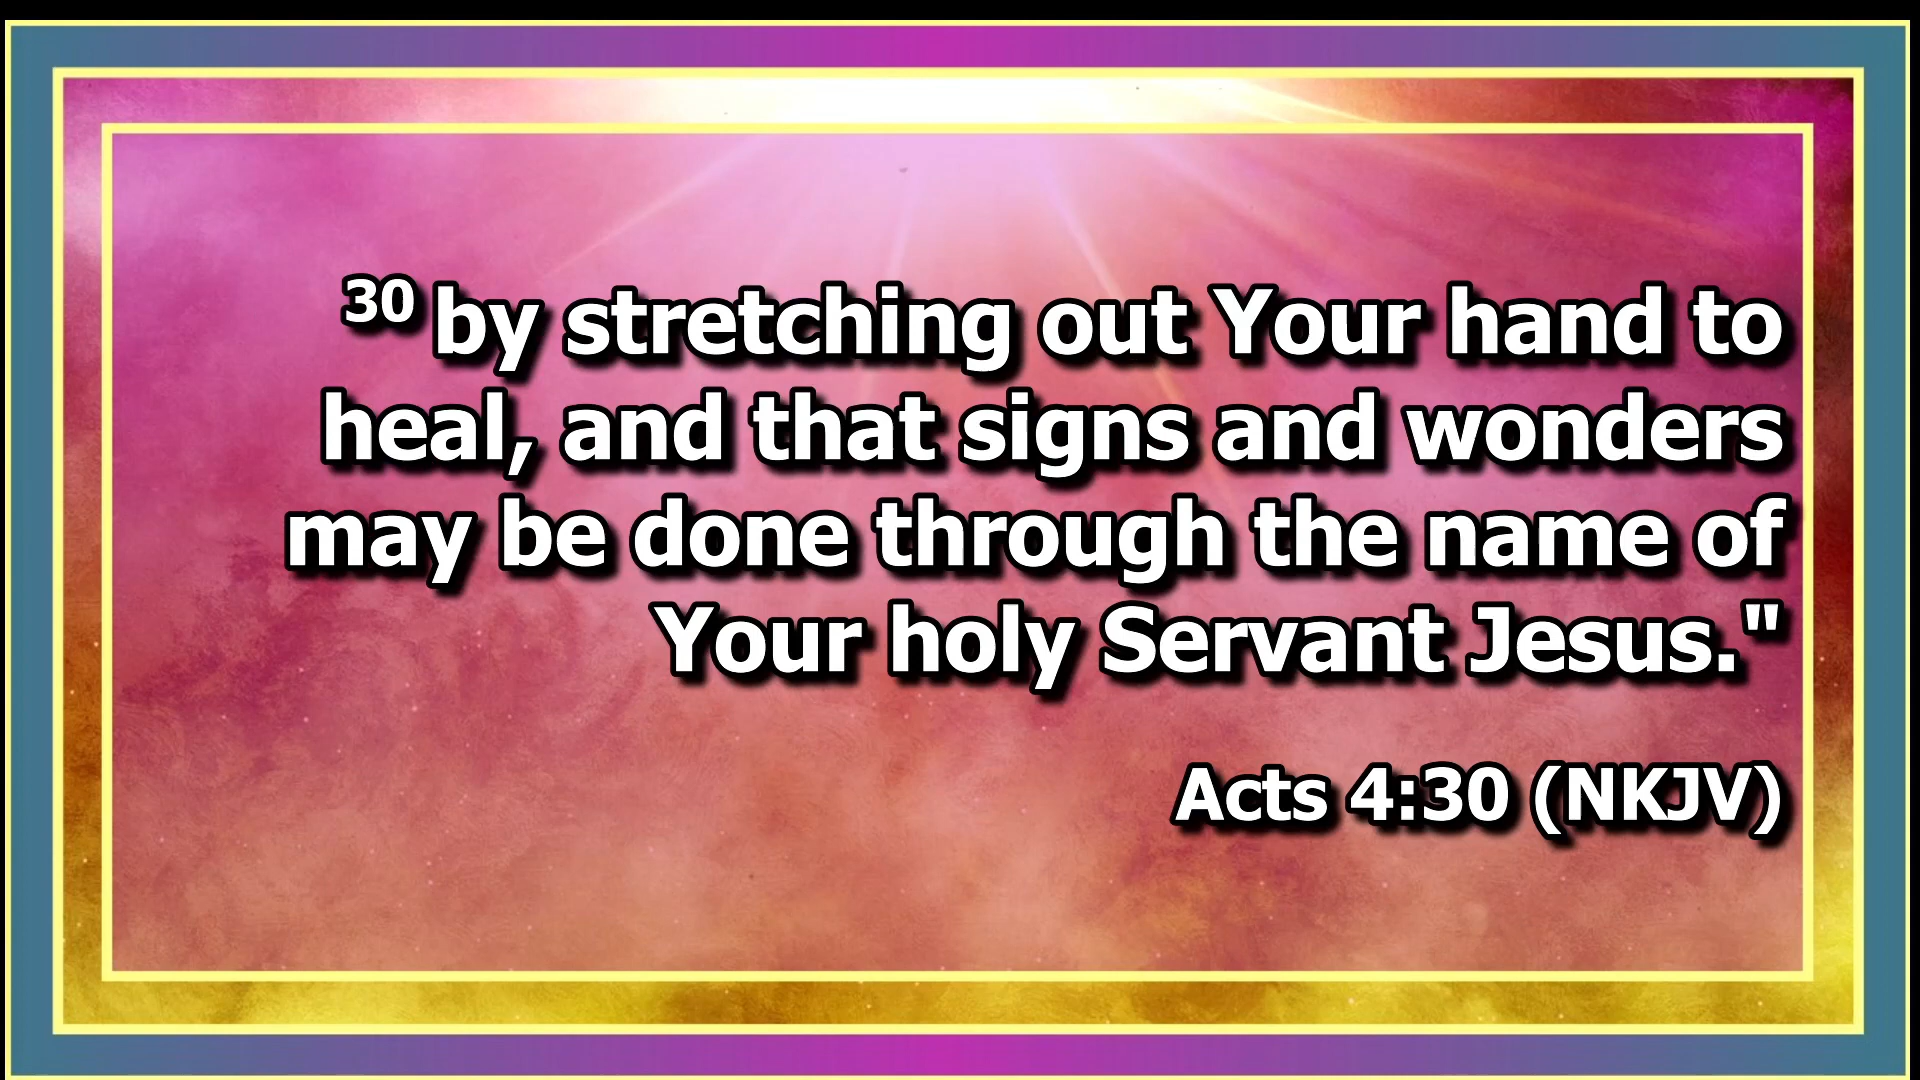 30 by stretching out Your hand to
heal, and that signs and wonders
may be done through the name of
Your holy Servant Jesus."
Acts 4:30 (NKJV)